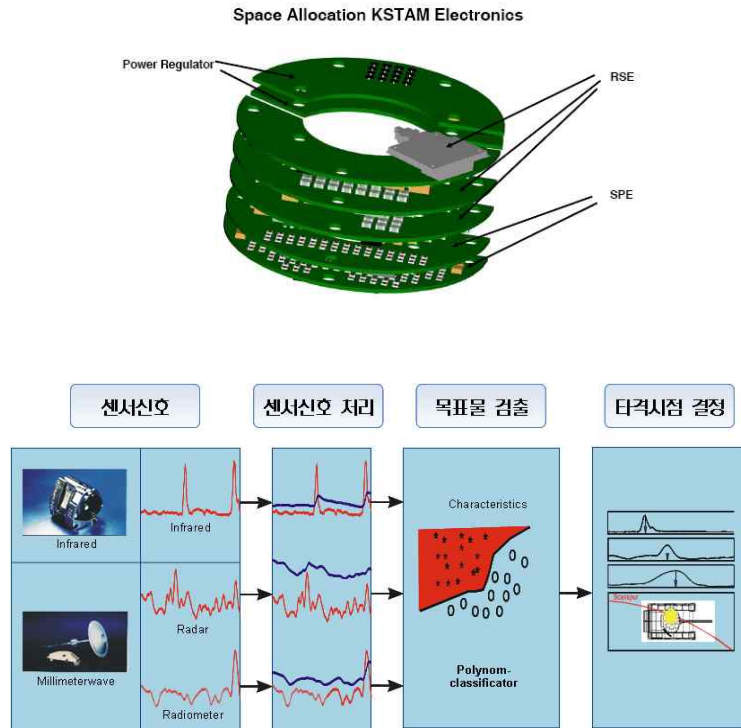 Space Allocation KSTAM Electronics
Power Regulator
RSE
SPE
센서신호
센서신호 처리
목표물 검출
타격시점 결정
Infrared
Infrared
Characteristics
Radar
Millimeterwave
Radiometer
Polynom-
classificator